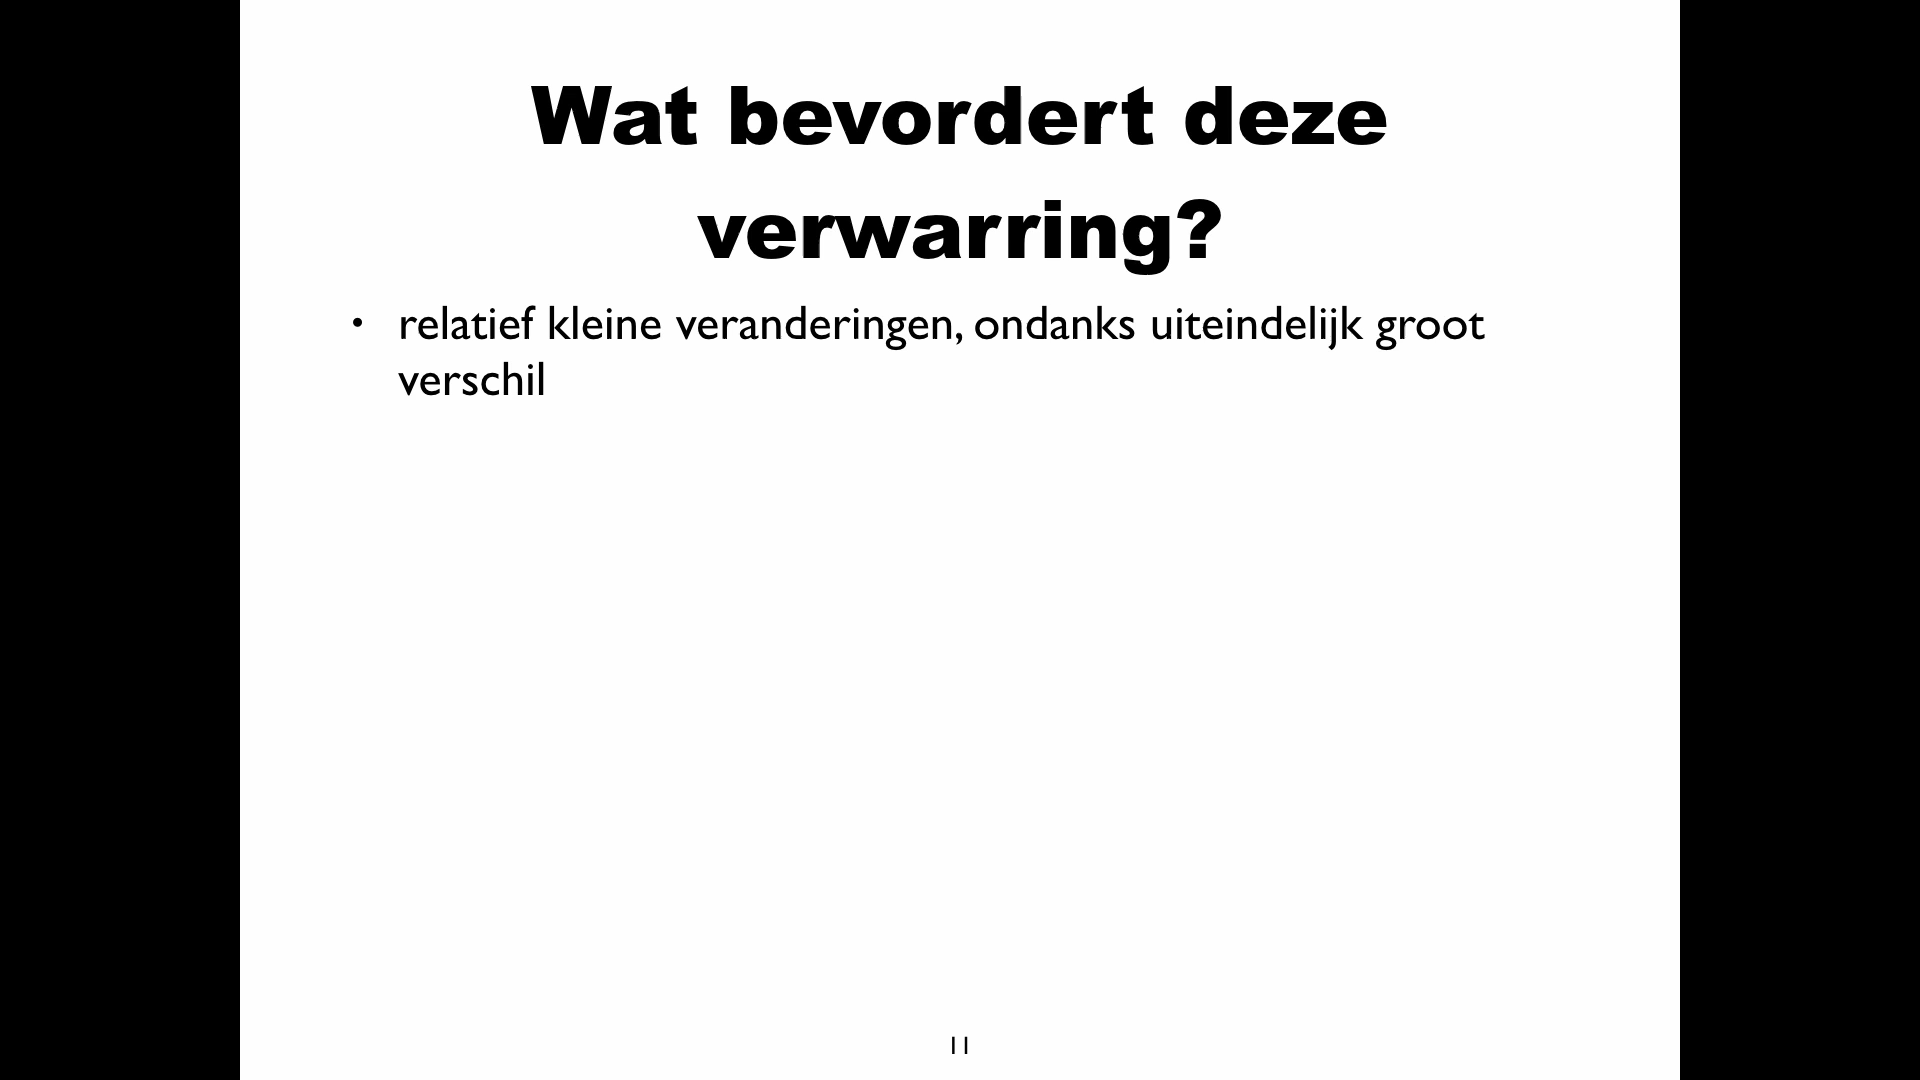 Wat bevordert deze
verwarring?
• relatief kleine veranderingen, ondanks uiteindelijk groot
verschil
11